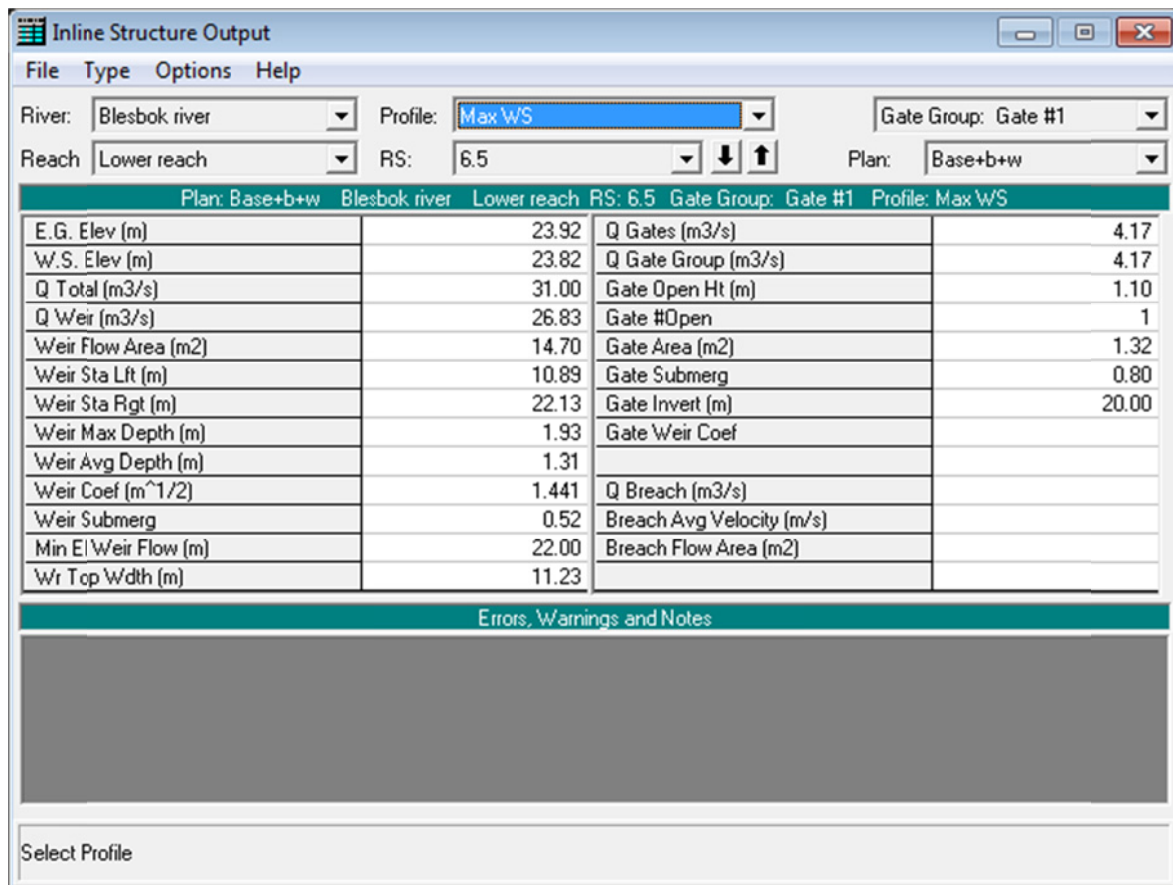 Inline Structure Output
File Type Options Help
River: Blesbok river Profile: Max WS Gate Group: Gate #1
Reach Lower reach RS: 6.5 Plan: Base+b+w
Plan: Base+b+w Blesbok river Lower reach RS: 6.5 Gate Group: Gate #1 Profile: Max WS
E.G. Elev (m) 23.92 Q Gates (m3/s) 4.17
W.S. Elev (m) 23.82 Q Gate Group (m3/s) 4.17
Q Total (m3/s) 31.00 Gate Open Ht (m) 1.10
Q Weir (m3/s) 26.83 Gate #Open 1
Weir Flow Area (m2) 14.70 Gate Area (m2) 1.32
Weir Sta Lft (m) 10.89 Gate Submerg 0.80
Weir Sta Rgt (m) 22.13 Gate Invert (m) 20.00
Weir Max Depth (m) 1.93 Gate Weir Coef
Weir Avg Depth (m) 1.31
Weir Coef (m^1/2) 1.441 Q Breach (m3/s)
Weir Submerg 0.52 Breach Avg Velocity (m/s)
Min El Weir Flow (m) 22.00 Breach Flow Area (m2)
Wr Top Wdth (m) 11.23
Errors, Warnings and Notes
Select Profile